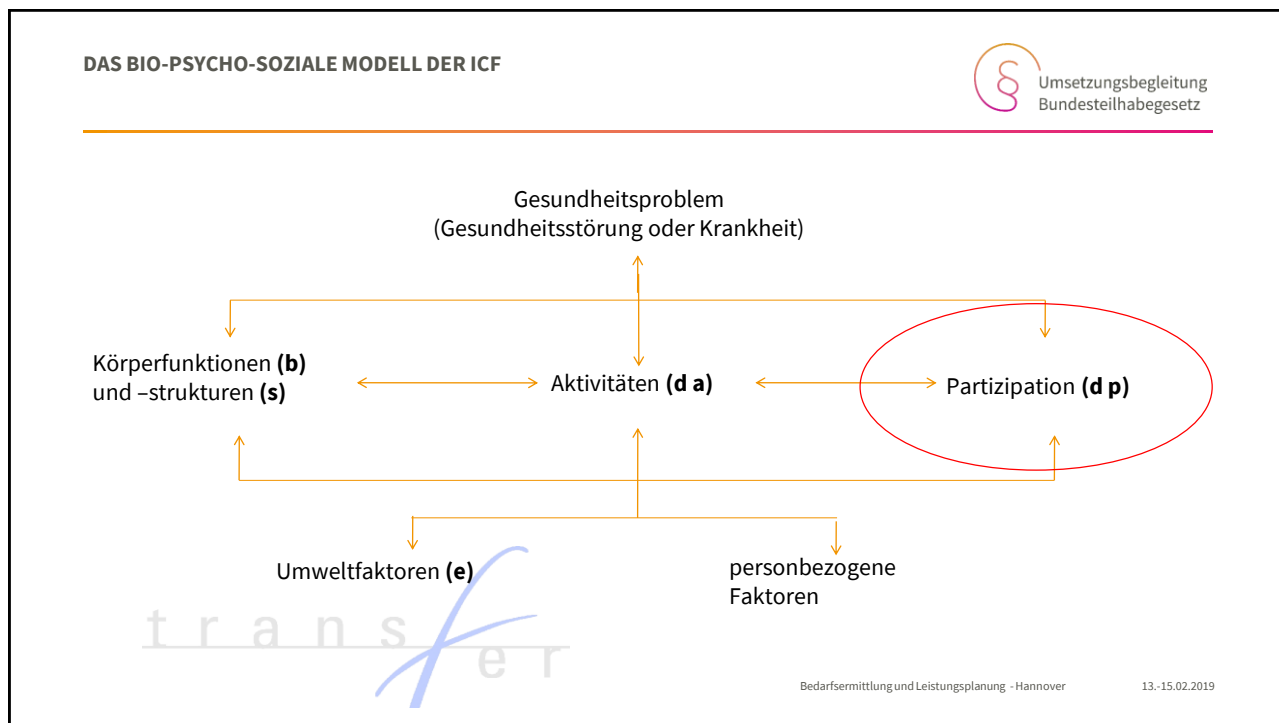 DAS BIO-PSYCHO-SOZIALE MODELL DER ICF
Umsetzungsbegleitung
Bundesteilhabegesetz
Gesundheitsproblem
(Gesundheitsstörung oder Krankheit)
Körperfunktionen (b)
und –strukturen (s)
Aktivitäten (d a)
Partizipation (d p)
Umweltfaktoren (e)
personbezogene
Faktoren
transfer
Bedarfsermittlung und Leistungsplanung - Hannover 13.-15.02.2019